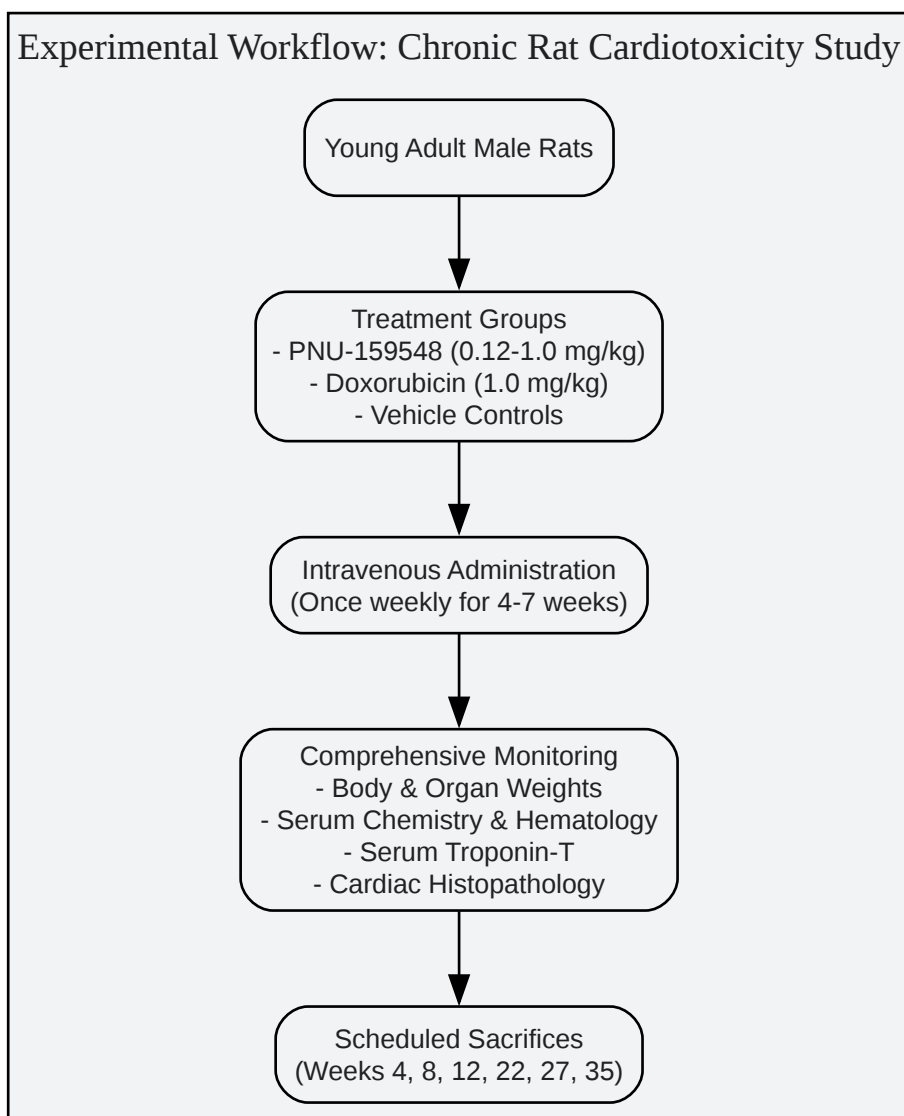 Experimental Workflow: Chronic Rat Cardiotoxicity Study
Young Adult Male Rats
Treatment Groups
- PNU-159548 (0.12-1.0 mg/kg)
- Doxorubicin (1.0 mg/kg)
- Vehicle Controls
Intravenous Administration
(Once weekly for 4-7 weeks)
Comprehensive Monitoring
- Body & Organ Weights
- Serum Chemistry & Hematology
- Serum Troponin-T
- Cardiac Histopathology
Scheduled Sacrifices
(Weeks 4, 8, 12, 22, 27, 35)